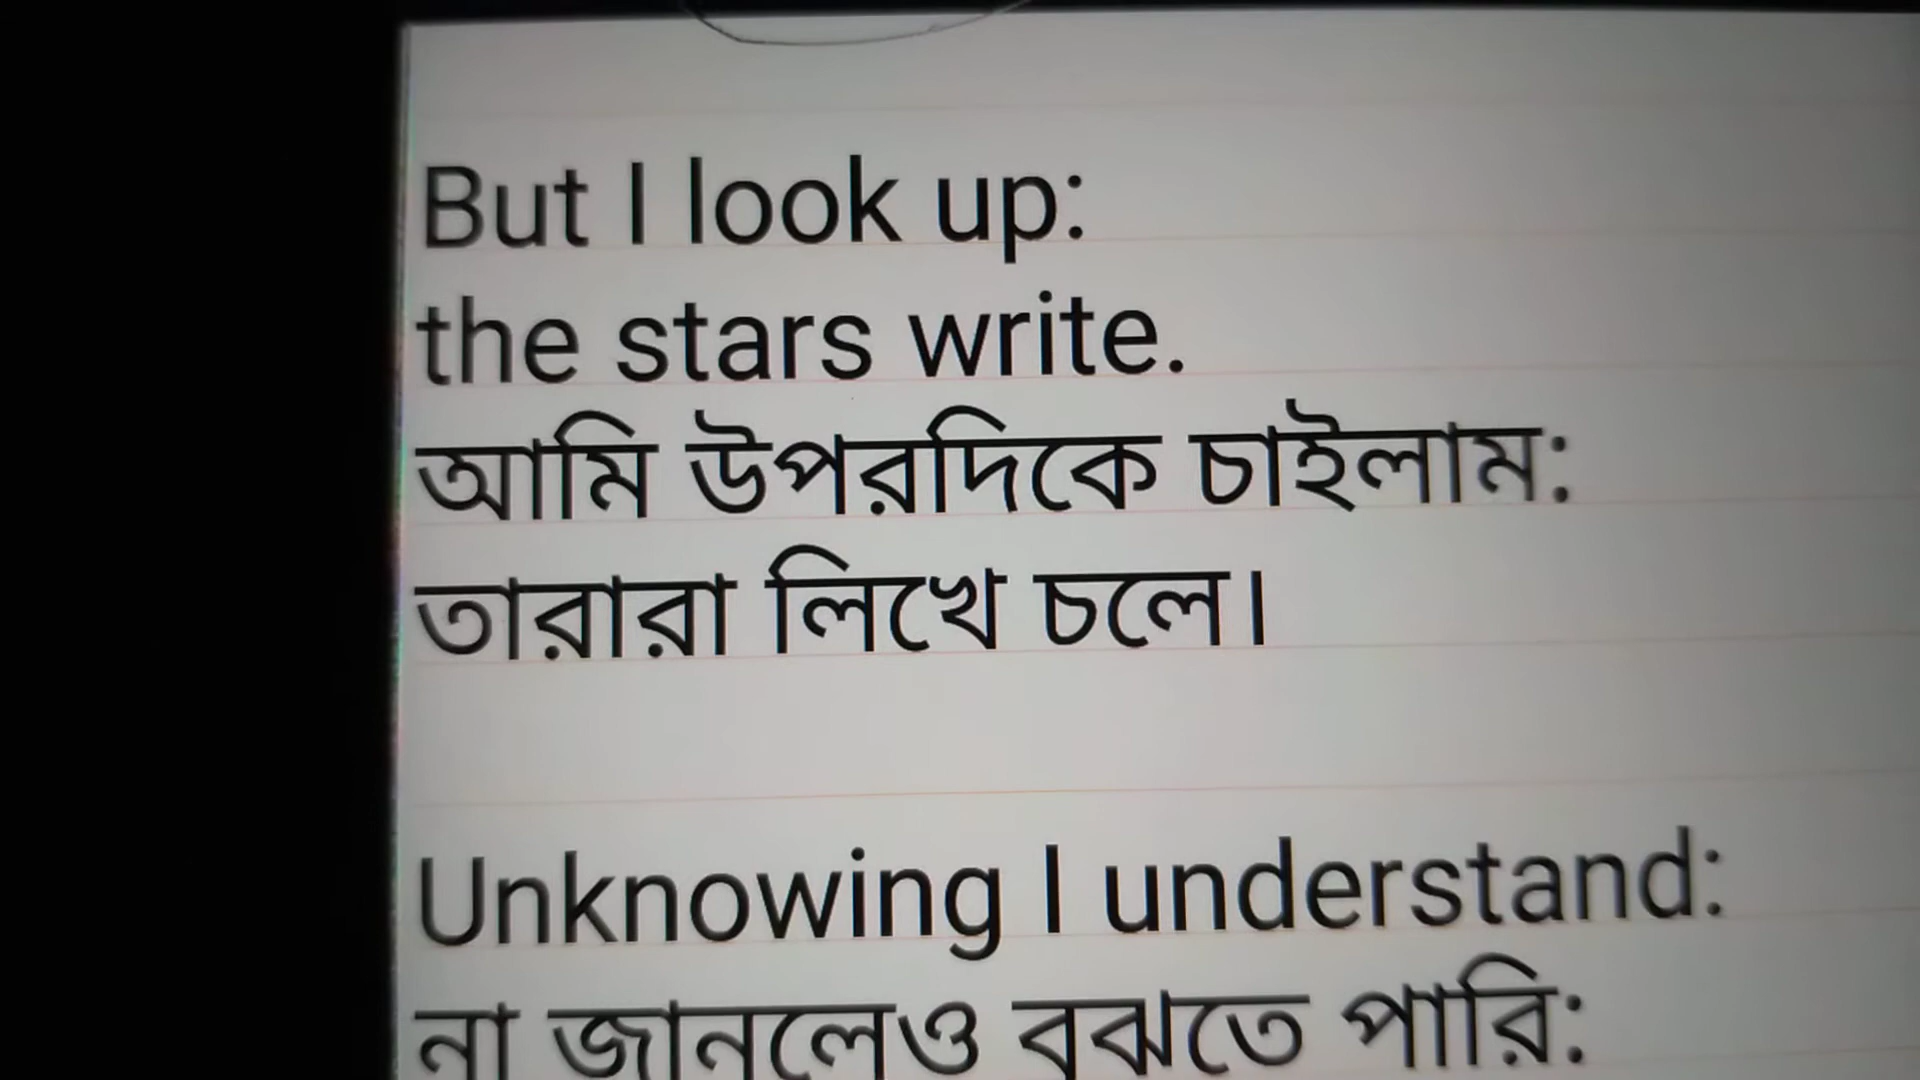 But I look up:
the stars write.
আমি উপরদিকে চাইলাম:
তারারা লিখে চলে।
Unknowing I understand:
না জানলেও বুঝতে পারি: